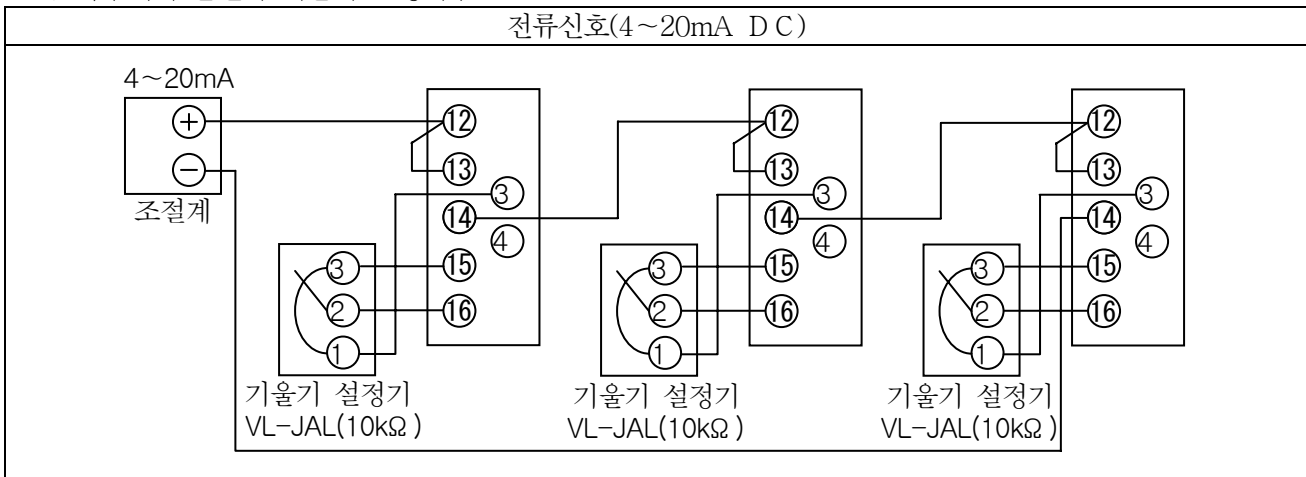 전류신호(4～20mA DC)
4～20mA
+
−
조절계
⑫ ⑬ ⑭ ⑮ ⑯ ③ ④
③ ② ①
기울기 설정기
VL-JAL(10kΩ)
⑫ ⑬ ⑭ ⑮ ⑯ ③ ④
③ ② ①
기울기 설정기
VL-JAL(10kΩ)
⑫ ⑬ ⑭ ⑮ ⑯ ③ ④
③ ② ①
기울기 설정기
VL-JAL(10kΩ)